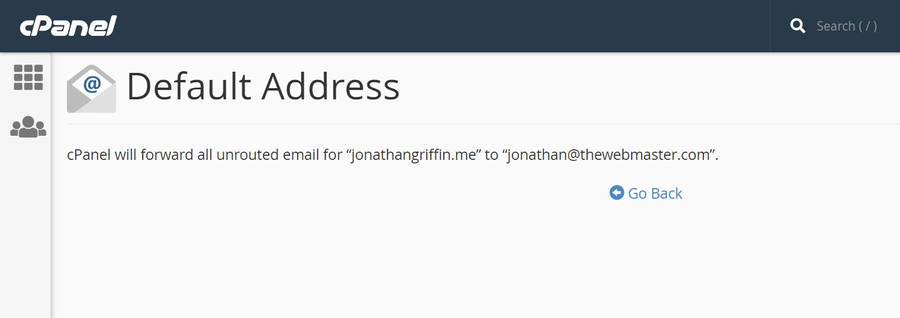 cPanel
Search ( / )
@
Default Address
cPanel will forward all unrouted email for “jonathangriffin.me” to “jonathan@thewebmaster.com”.
Go Back